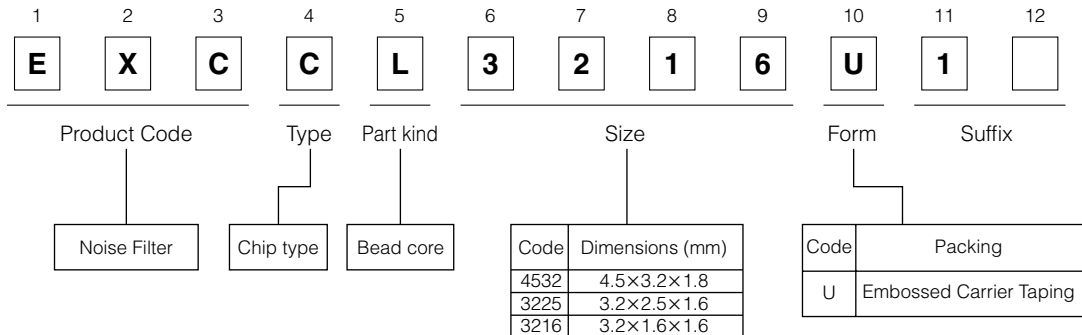 1 2 3 4 5 6 7 8 9 10 11 12
E X C C L 3 2 1 6 U 1
Product Code Type Part kind Size Form Suffix
Noise Filter Chip type Bead core
Code Dimensions (mm)
4532 4.5×3.2×1.8
3225 3.2×2.5×1.6
3216 3.2×1.6×1.6
Code Packing
U Embossed Carrier Taping